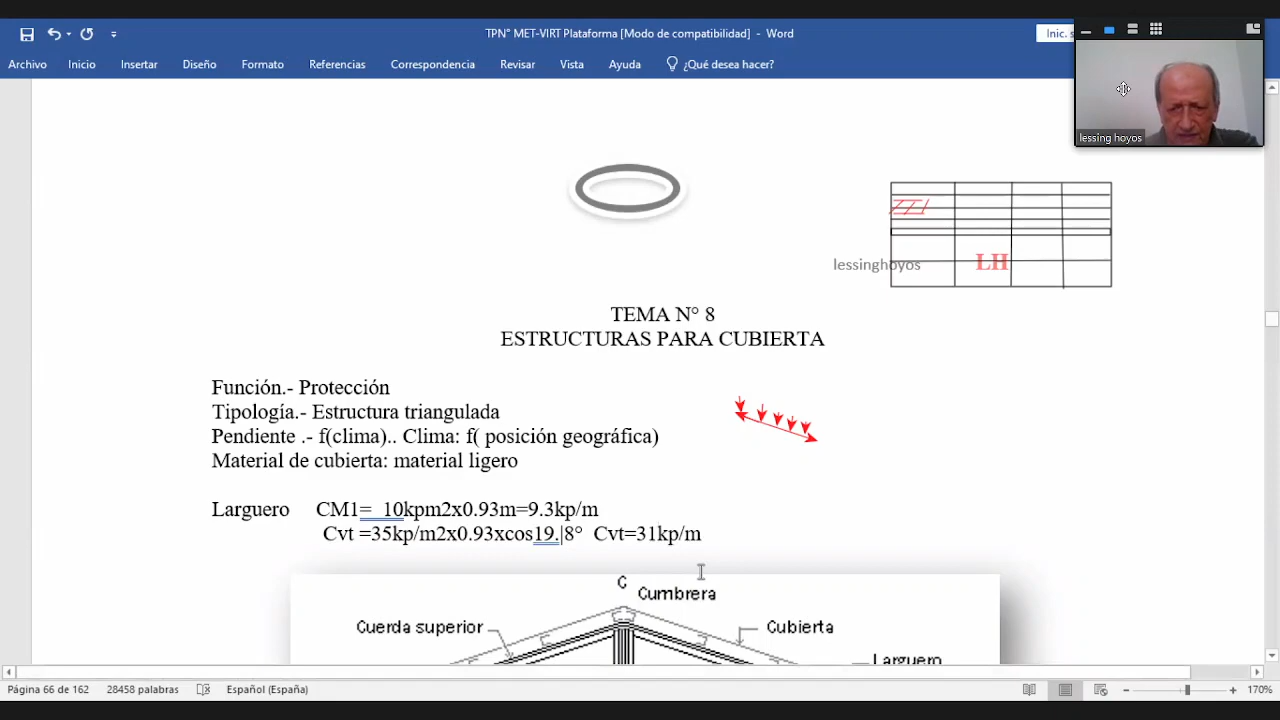 TPN° MET-VIRT Plataforma [Modo de compatibilidad] - Word
Inic. s
Archivo Inicio Insertar Diseño Formato Referencias Correspondencia Revisar Vista Ayuda ¿Qué desea hacer?
lessing hoyos
lessinghoyos
LH
TEMA N° 8
ESTRUCTURAS PARA CUBIERTA
Función.- Protección
Tipología.- Estructura triangulada
Pendiente .- f(clima).. Clima: f( posición geográfica)
Material de cubierta: material ligero
Larguero CM1= 10kpm2x0.93m=9.3kp/m
Cvt =35kp/m2x0.93xcos19.8° Cvt=31kp/m
C
Cumbrera
Cuerda superior
Cubierta
Larguero
Página 66 de 162 28458 palabras Español (España) 170%